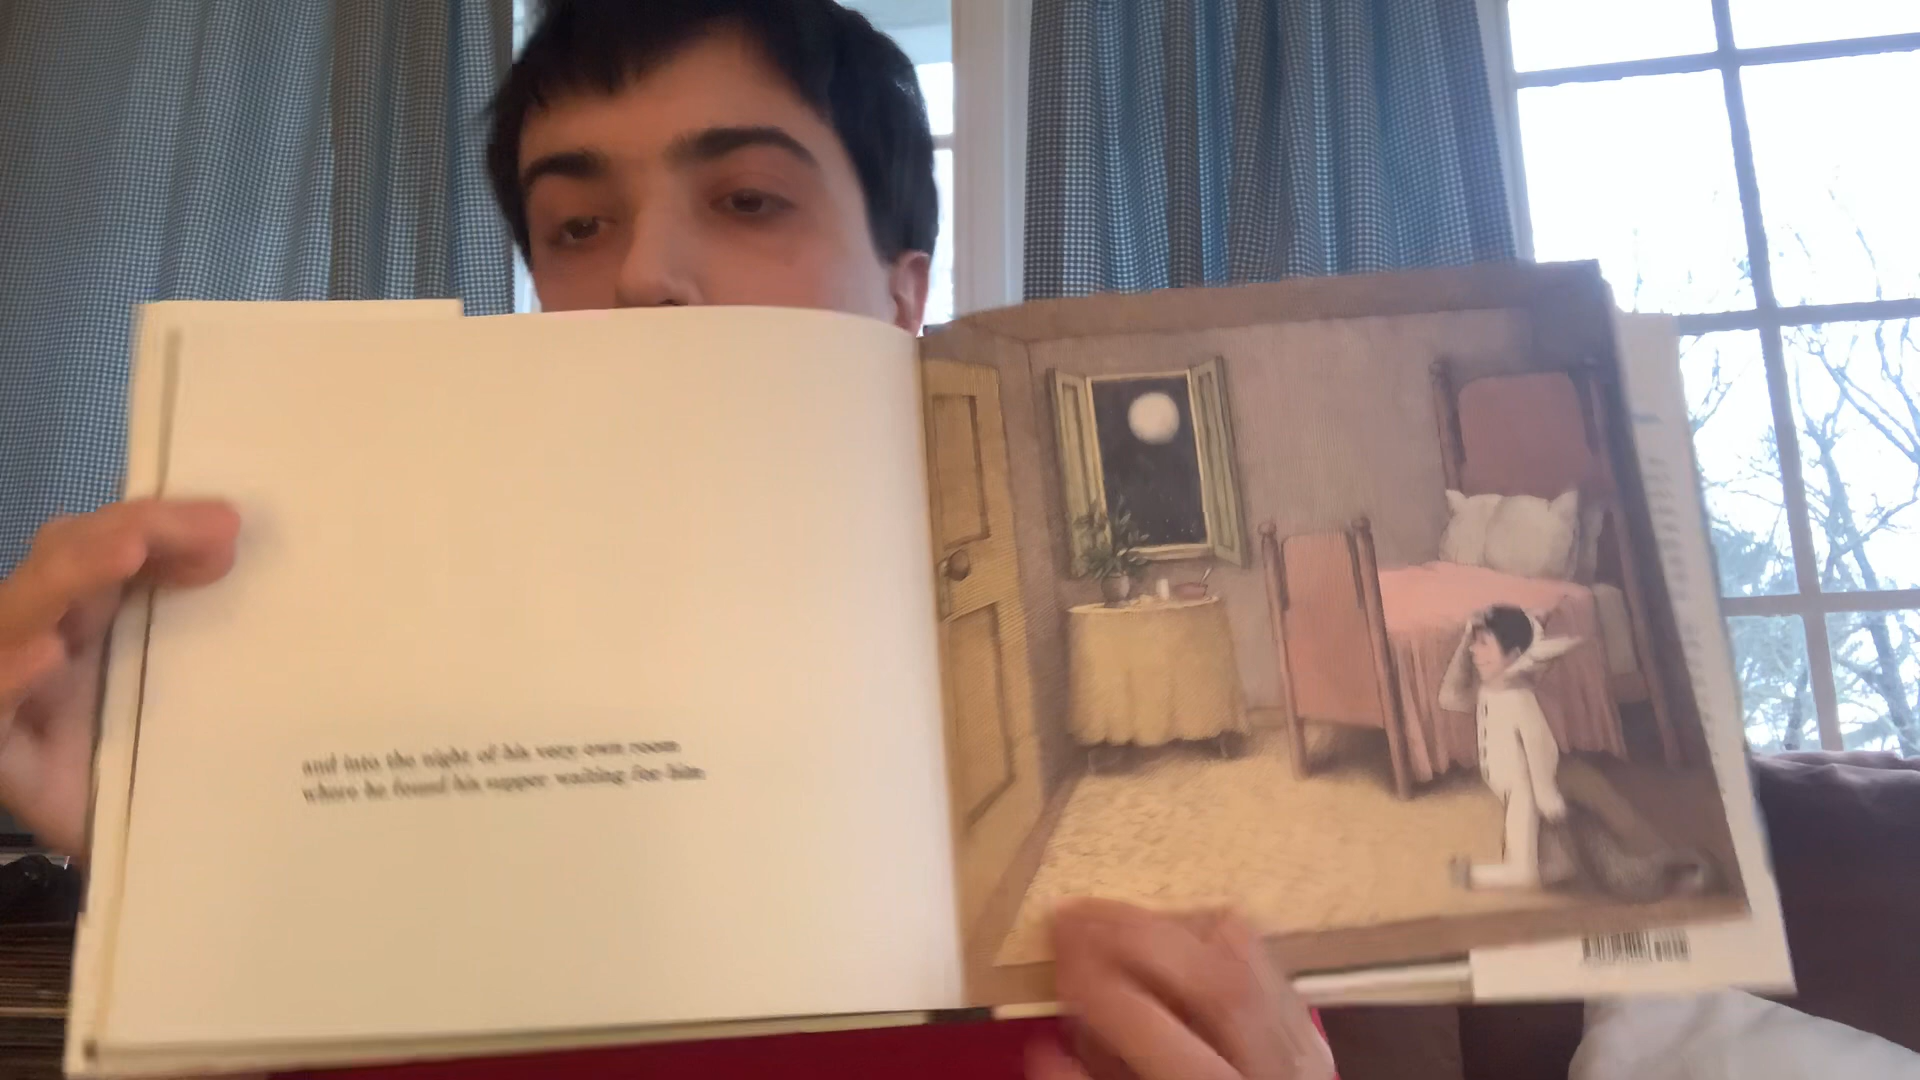 and into the night of his very own room
where he found his supper waiting for him